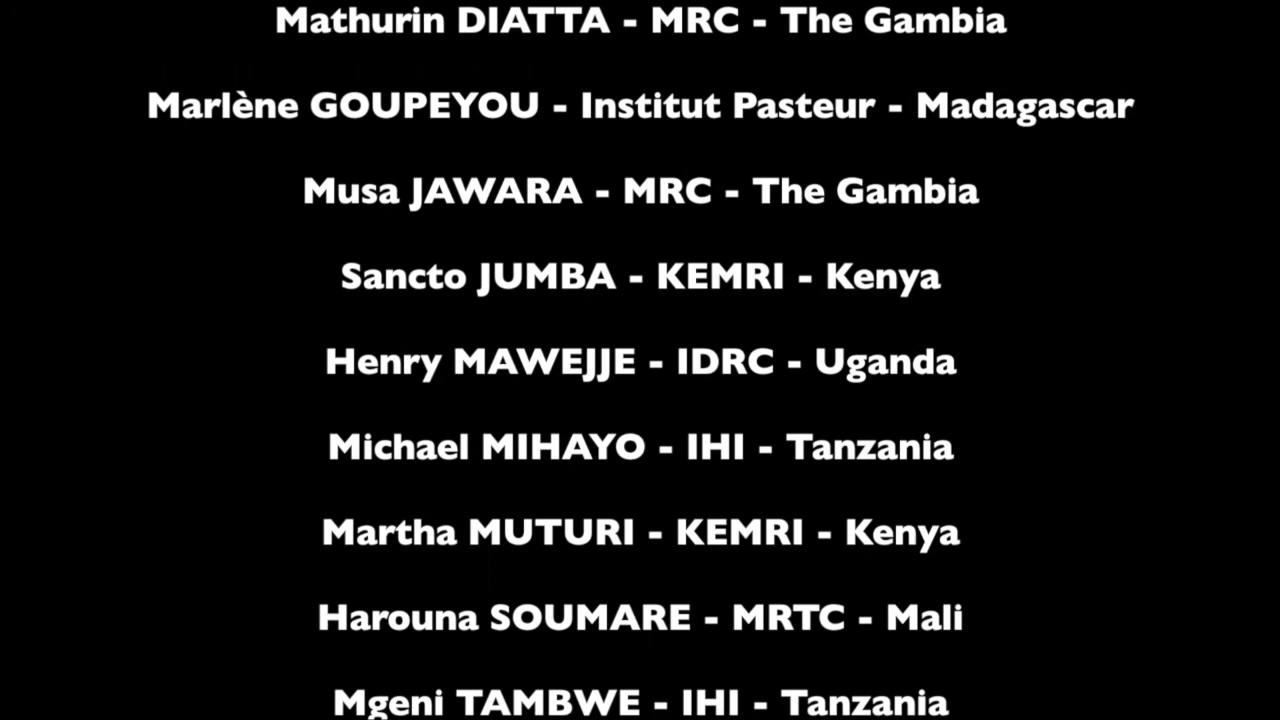 Mathurin DIATTA - MRC - The Gambia
Marlène GOUPEYOU - Institut Pasteur - Madagascar
Musa JAWARA - MRC - The Gambia
Sancto JUMBA - KEMRI - Kenya
Henry MAWEJJE - IDRC - Uganda
Michael MIHAYO - IHI - Tanzania
Martha MUTURI - KEMRI - Kenya
Harouna SOUMARE - MRTC - Mali
Mgeni TAMBWE - IHI - Tanzania